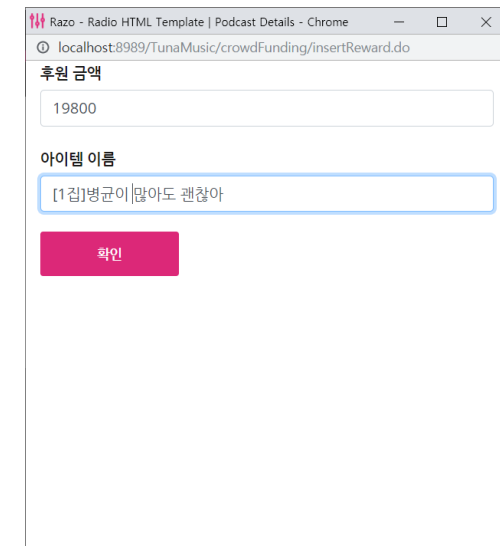 Razo - Radio HTML Template | Podcast Details - Chrome
localhost:8989/TunaMusic/crowdFunding/insertReward.do
후원 금액
19800
아이템 이름
[1집]병균이 많아도 괜찮아
확인